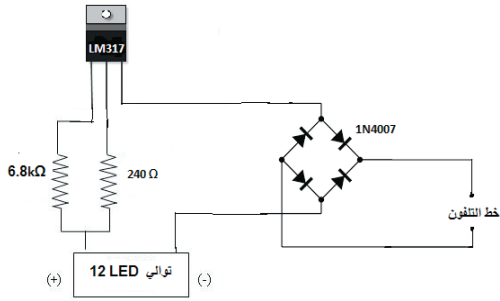 LM317
1N4007
6.8kΩ
240 Ω
خط التلفون
12 LED توالي
(+)
(-)